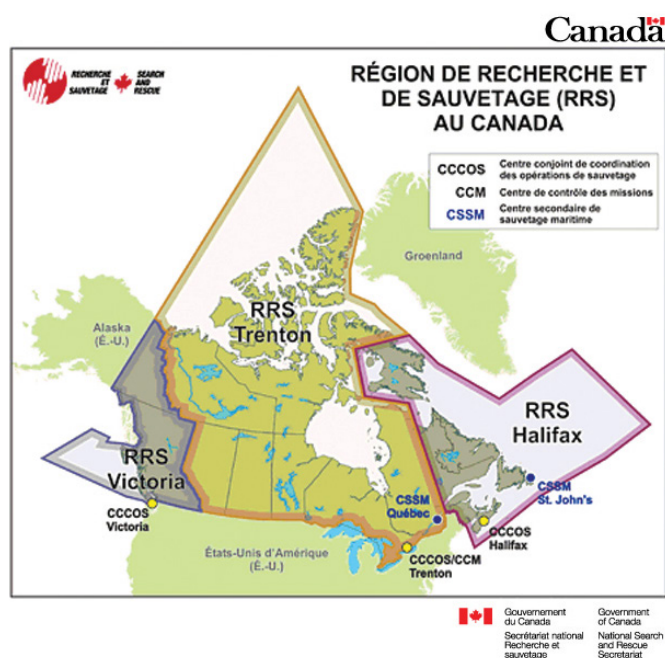 Canada
RECHERCHE
ET
SAUVETAGE
SEARCH
AND
RESCUE
RÉGION DE RECHERCHE ET
DE SAUVETAGE (RRS)
AU CANADA
CCCOS Centre conjoint de coordination
des opérations de sauvetage
CCM Centre de contrôle des missions
CSSM Centre secondaire de
sauvetage maritime
Groenland
RRS
Trenton
Alaska
(É.-U.)
RRS
Halifax
RRS
Victoria
CSSM
St. John's
CSSM
Québec
CCCOS
Victoria
CCCOS
Halifax
États-Unis d'Amérique
(É.-U.)
CCCOS/CCM
Trenton
Gouvernement
du Canada
Government
of Canada
Secrétariat national
Recherche et
sauvetage
National Search
and Rescue
Secretariat